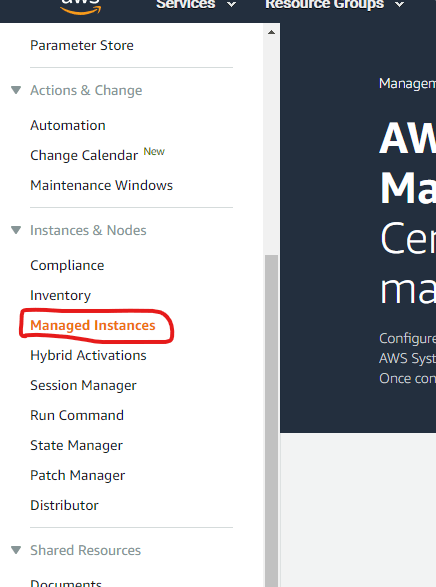 aws Services Resource Groups
Parameter Store
Actions & Change
Automation
Change Calendar New
Maintenance Windows
Instances & Nodes
Compliance
Inventory
Managed Instances
Hybrid Activations
Session Manager
Run Command
State Manager
Patch Manager
Distributor
Shared Resources
Documents
Managem
AW
Ma
Cen
ma
Configure
AWS Syst
Once con